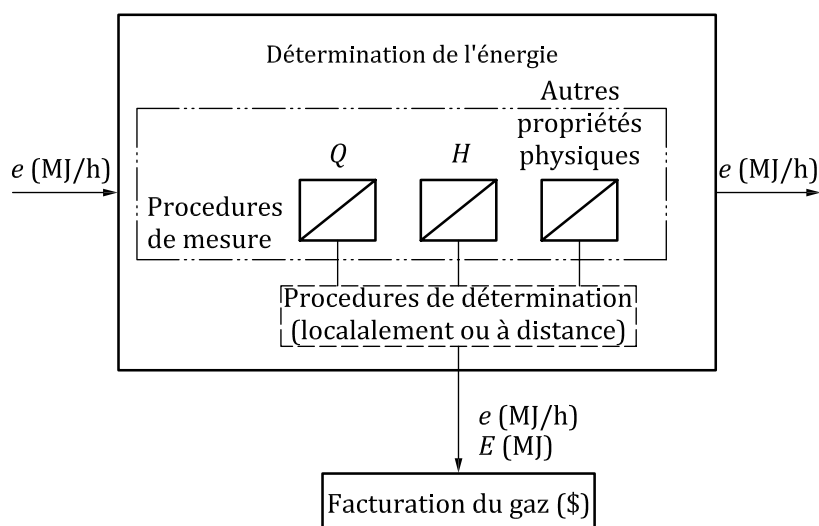 Détermination de l'énergie
Autres
propriétés
physiques
Q
H
e (MJ/h)
e (MJ/h)
Procedures
de mesure
Procedures de détermination
(localalement ou à distance)
e (MJ/h)
E (MJ)
Facturation du gaz ($)